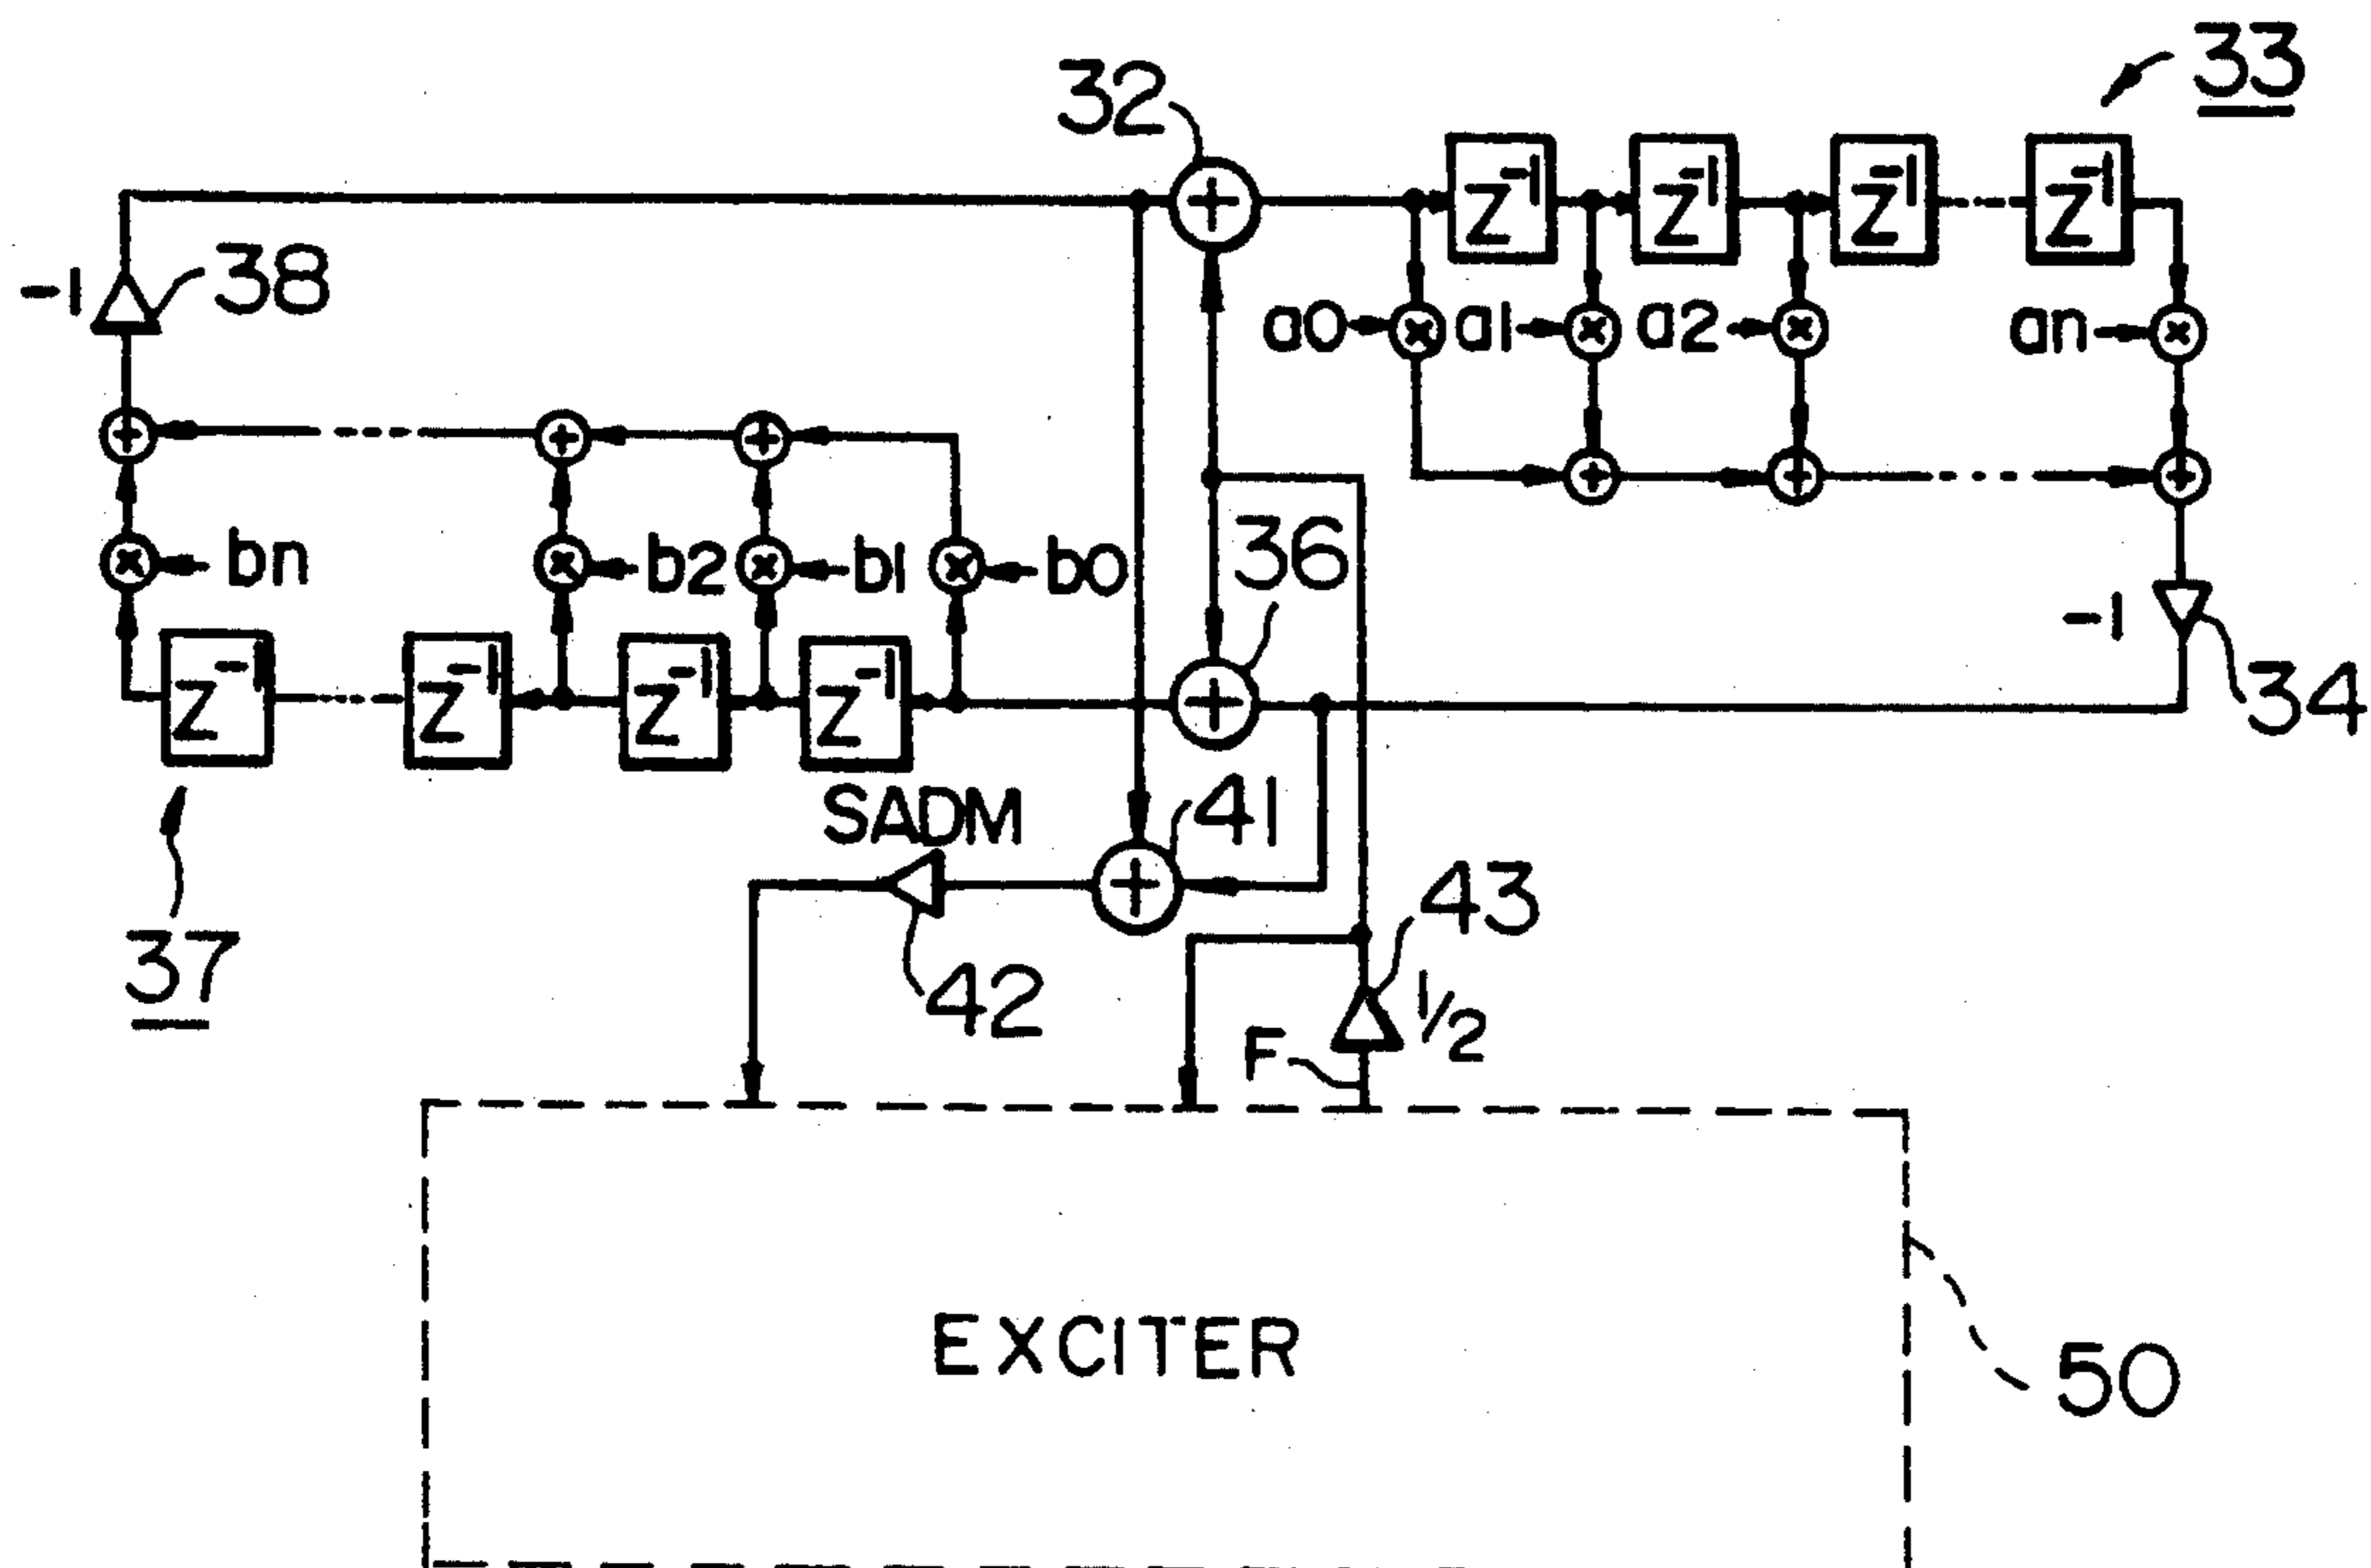 33
32
Z⁻¹ Z⁻¹ Z⁻¹ Z⁻¹
-1 38
a0 a1 a2 an
36
bn b2 b1 b0
-1
Z⁻¹ Z⁻¹ Z⁻¹ Z⁻¹
34
SADM 41
43
37
42 1/2
F
EXCITER
50